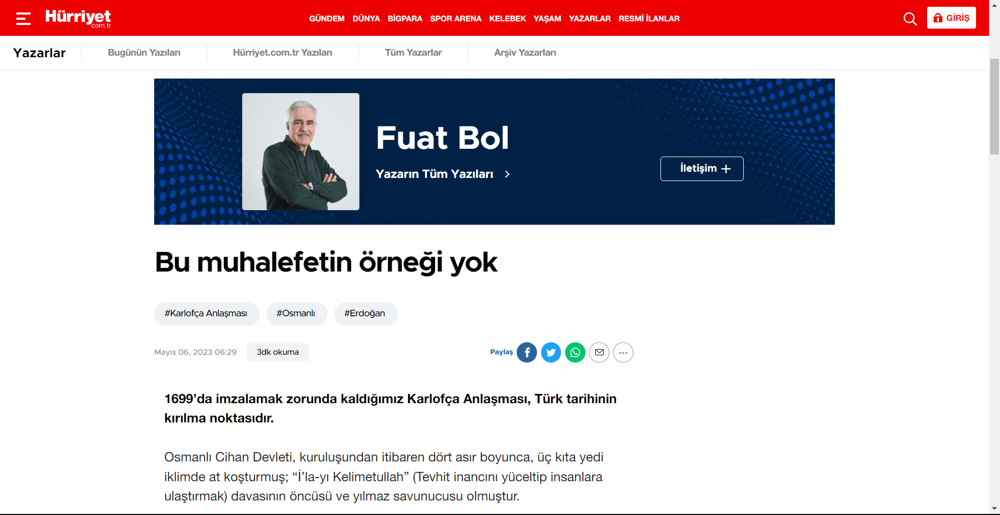 Hürriyet
com.tr
GÜNDEM DÜNYA BİGPARA SPOR ARENA KELEBEK YAŞAM YAZARLAR RESMİ İLANLAR
GİRİŞ
Yazarlar
Bugünün Yazıları
Hürriyet.com.tr Yazıları
Tüm Yazarlar
Arşiv Yazarları
Fuat Bol
Yazarın Tüm Yazıları
İletişim
Bu muhalefetin örneği yok
#Karlofça Anlaşması
#Osmanlı
#Erdoğan
Mayıs 06, 2023 06:29
3dk okuma
Paylaş
1699’da imzalamak zorunda kaldığımız Karlofça Anlaşması, Türk tarihinin
kırılma noktasıdır.
Osmanlı Cihan Devleti, kuruluşundan itibaren dört asır boyunca, üç kıta yedi
iklimde at koşturmuş; “İ’la-yı Kelimetullah” (Tevhit inancını yüceltip insanlara
ulaştırmak) davasının öncüsü ve yılmaz savunucusu olmuştur.